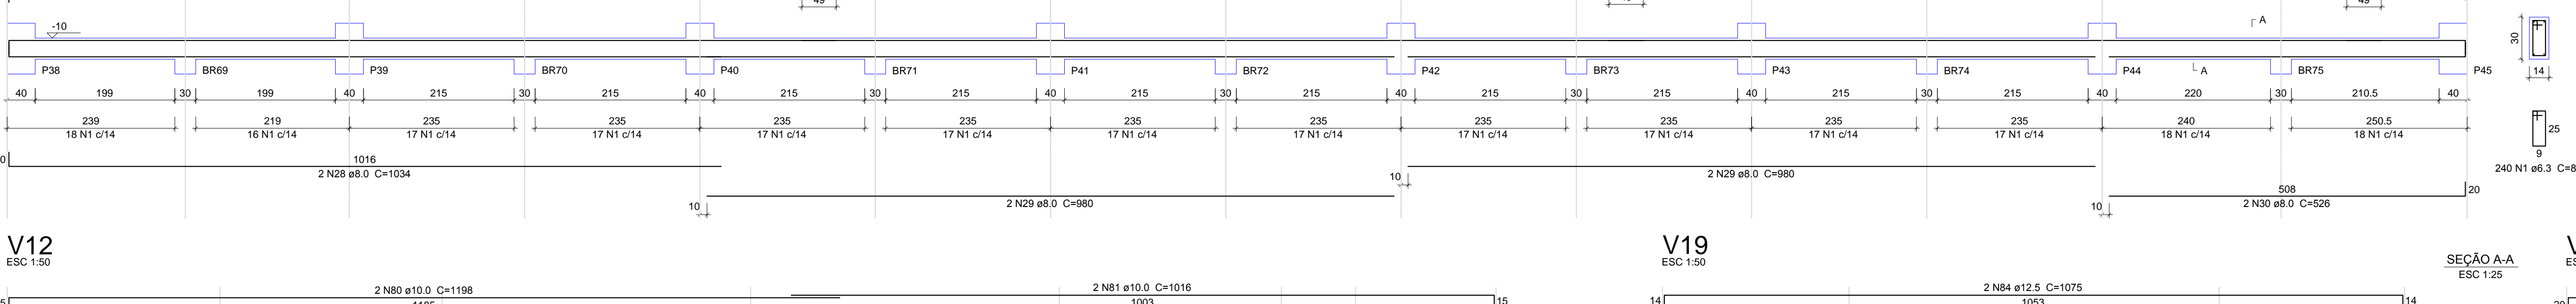 49
49
-10
A
P38 BR69 P39 BR70 P40 BR71 P41 BR72 P42 BR73 P43 BR74 P44 A BR75 P45
30
14
40 199 30 199 40 215 30 215 40 215 30 215 40 215 30 215 40 215 30 215 40 215 30 215 40 220 30 210.5 40
239 219 235 235 235 235 235 235 235 235 235 235 240 250.5
18 N1 c/14 16 N1 c/14 17 N1 c/14 17 N1 c/14 17 N1 c/14 17 N1 c/14 17 N1 c/14 17 N1 c/14 17 N1 c/14 17 N1 c/14 17 N1 c/14 17 N1 c/14 18 N1 c/14 18 N1 c/14
25
9
240 N1 ø6.3 C=8
0 1016
2 N28 ø8.0 C=1034
10 2 N29 ø8.0 C=980
10 2 N29 ø8.0 C=980
508 20
10 2 N30 ø8.0 C=526
V12
ESC 1:50
V19
ESC 1:50
SEÇÃO A-A
ESC 1:25
2 N80 ø10.0 C=1198
2 N81 ø10.0 C=1016
1003 15
2 N84 ø12.5 C=1075
14 1053 14